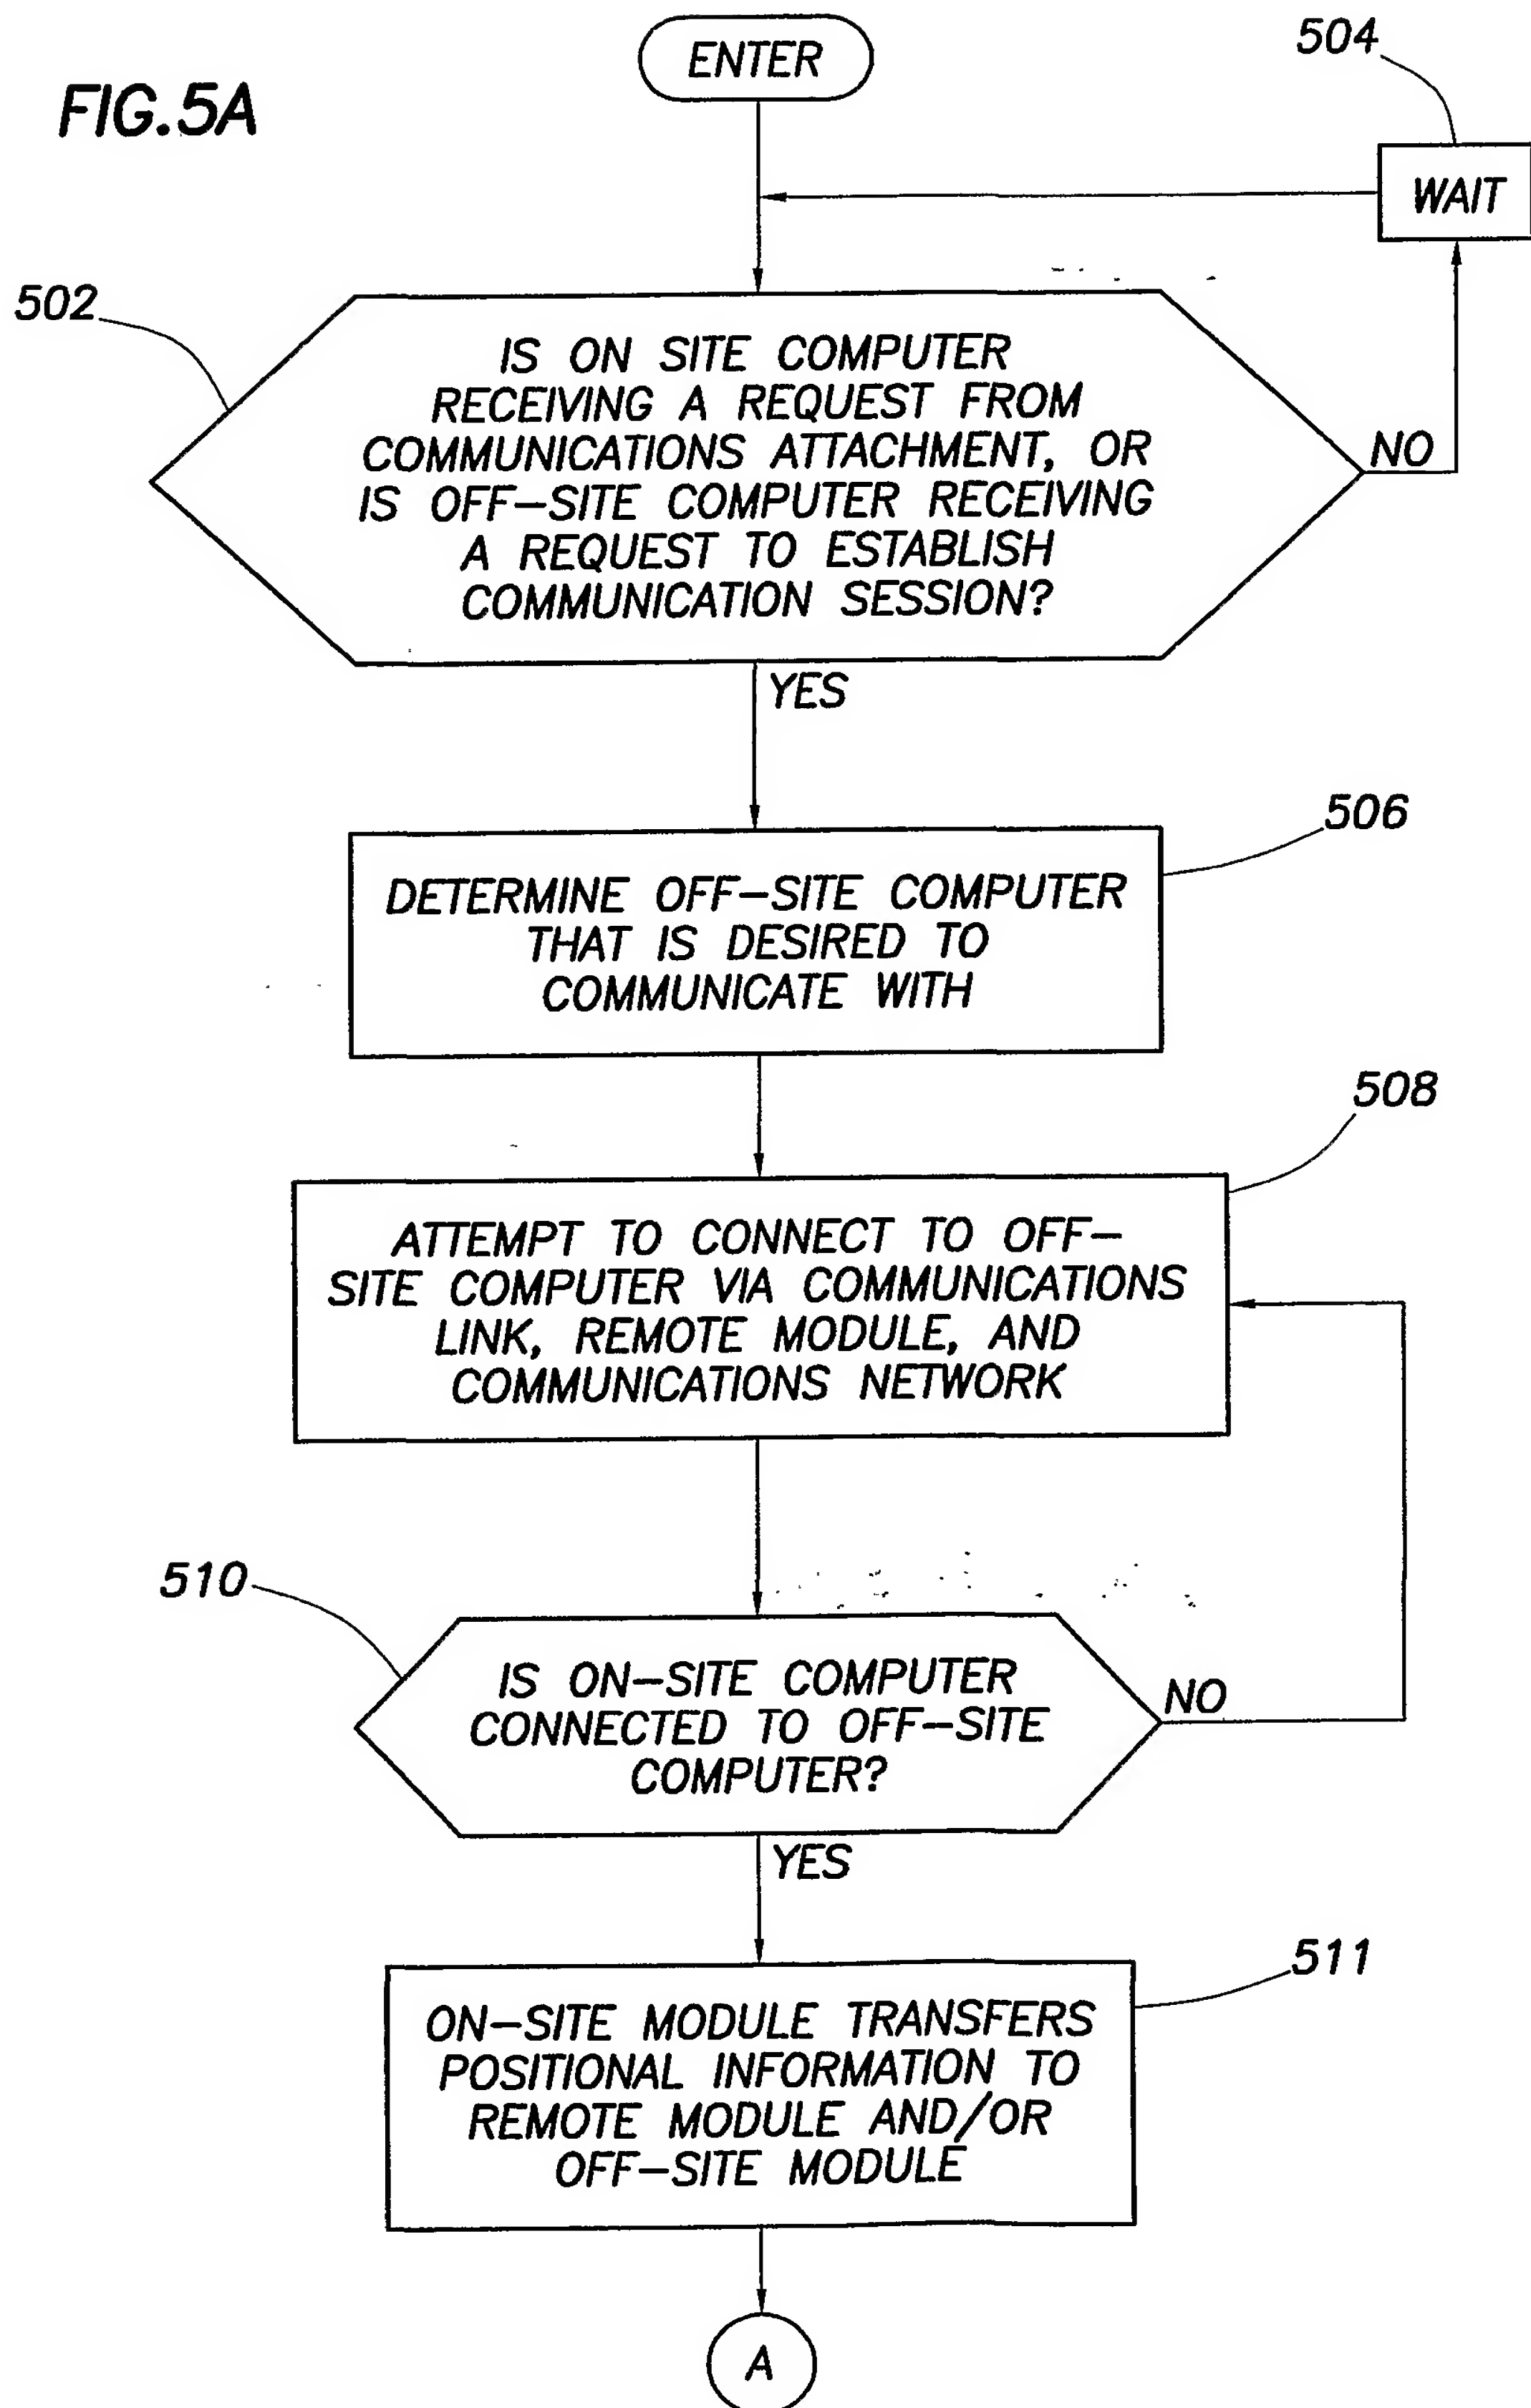 FIG.5A
ENTER
504
WAIT
502
IS ON SITE COMPUTER
RECEIVING A REQUEST FROM
COMMUNICATIONS ATTACHMENT, OR
IS OFF-SITE COMPUTER RECEIVING
A REQUEST TO ESTABLISH
COMMUNICATION SESSION?
NO
YES
506
DETERMINE OFF-SITE COMPUTER
THAT IS DESIRED TO
COMMUNICATE WITH
508
ATTEMPT TO CONNECT TO OFF-
SITE COMPUTER VIA COMMUNICATIONS
LINK, REMOTE MODULE, AND
COMMUNICATIONS NETWORK
510
IS ON-SITE COMPUTER
CONNECTED TO OFF-SITE
COMPUTER?
NO
YES
511
ON-SITE MODULE TRANSFERS
POSITIONAL INFORMATION TO
REMOTE MODULE AND/OR
OFF-SITE MODULE
A